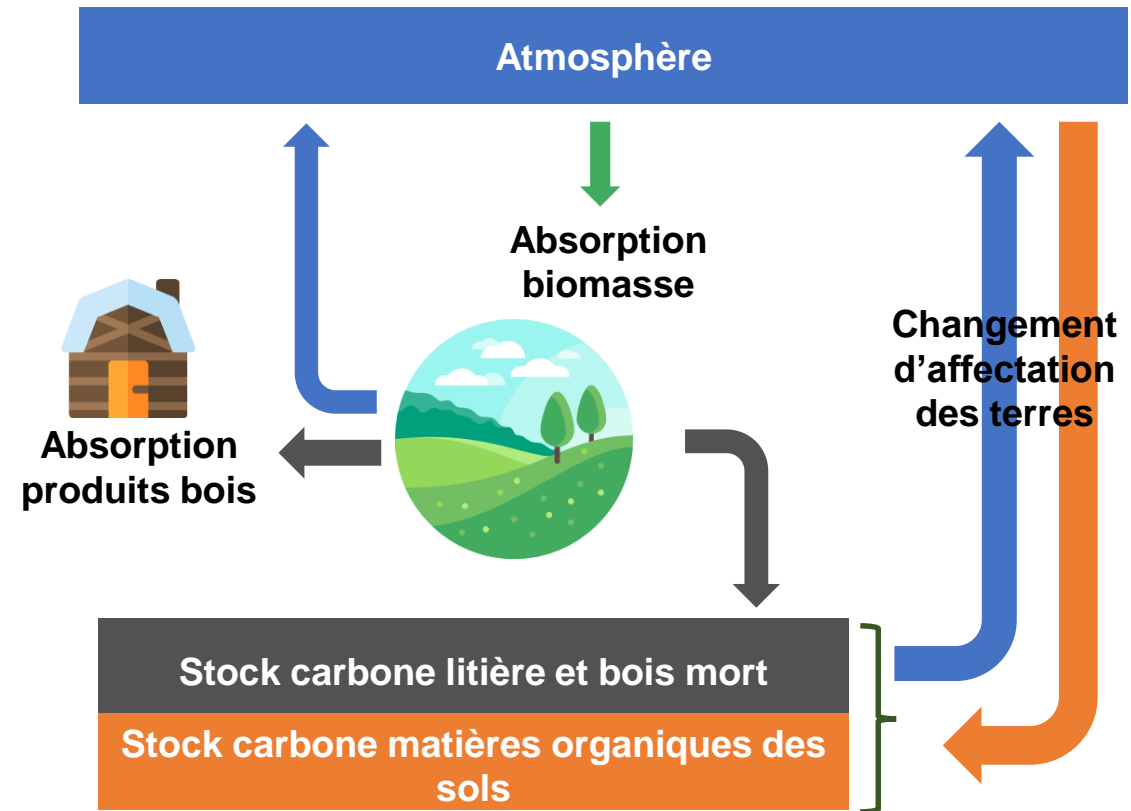 Atmosphère
Absorption
biomasse
Changement
d'affectation
des terres
Absorption
produits bois
Stock carbone litière et bois mort
Stock carbone matières organiques des
sols